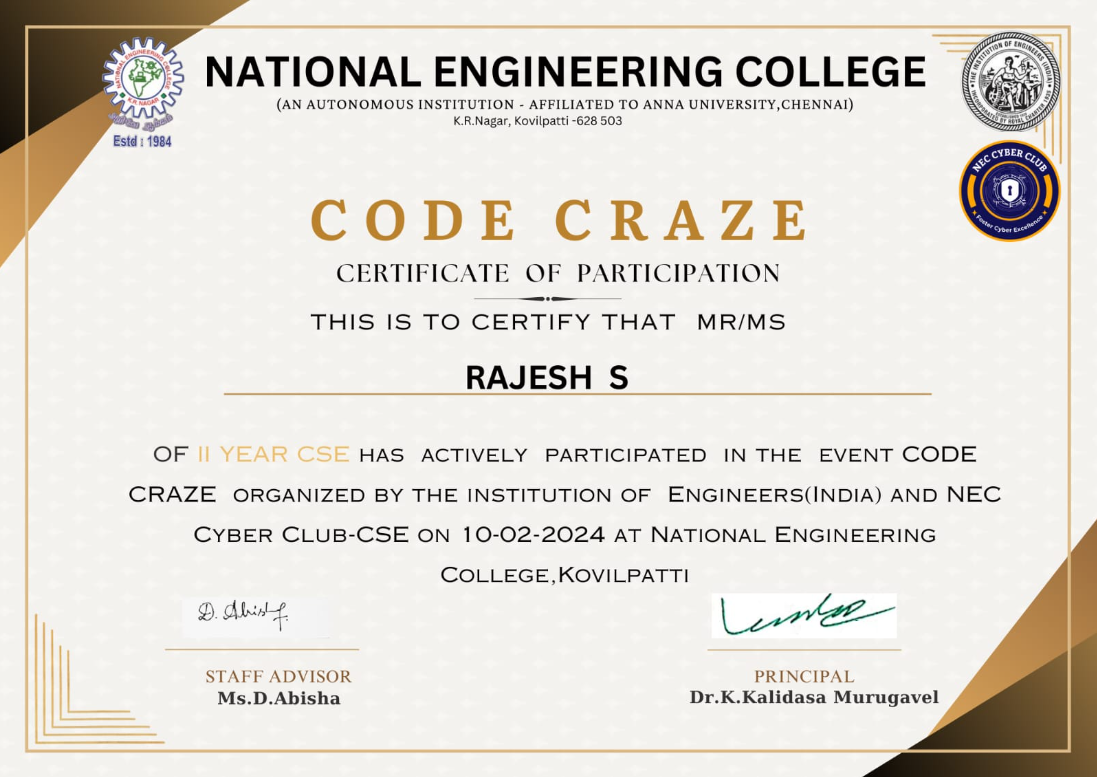 NATIONAL ENGINEERING COLLEGE
(AN AUTONOMOUS INSTITUTION - AFFILIATED TO ANNA UNIVERSITY,CHENNAI)
K.R.Nagar, Kovilpatti -628 503
NATIONAL ENGINEERING COLLEGE
K.R.NAGAR
Estd : 1984
THE INSTITUTION OF ENGINEERS (INDIA)
INCORPORATED BY ROYAL CHARTER
NEC CYBER CLUB
Foster Cyber Excellence
CODE CRAZE
CERTIFICATE OF PARTICIPATION
THIS IS TO CERTIFY THAT MR/MS
RAJESH S
OF II YEAR CSE HAS ACTIVELY PARTICIPATED IN THE EVENT CODE
CRAZE ORGANIZED BY THE INSTITUTION OF ENGINEERS(INDIA) AND NEC
CYBER CLUB-CSE ON 10-02-2024 AT NATIONAL ENGINEERING
COLLEGE,KOVILPATTI
D. Abisha
STAFF ADVISOR
Ms.D.Abisha
PRINCIPAL
Dr.K.Kalidasa Murugavel